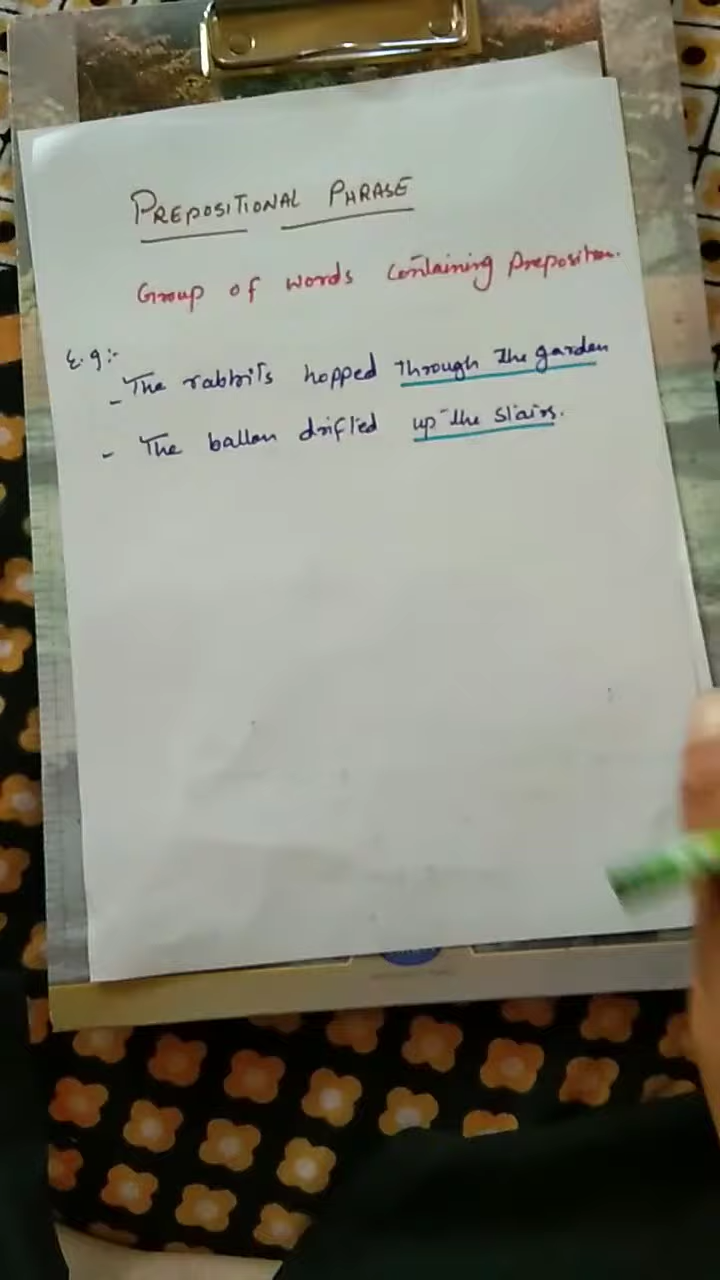 PREPOSITIONAL PHRASE
Group of words containing preposition.
E.g:-
- The rabbits hopped through the garden
- The ballon drifted up the stairs.